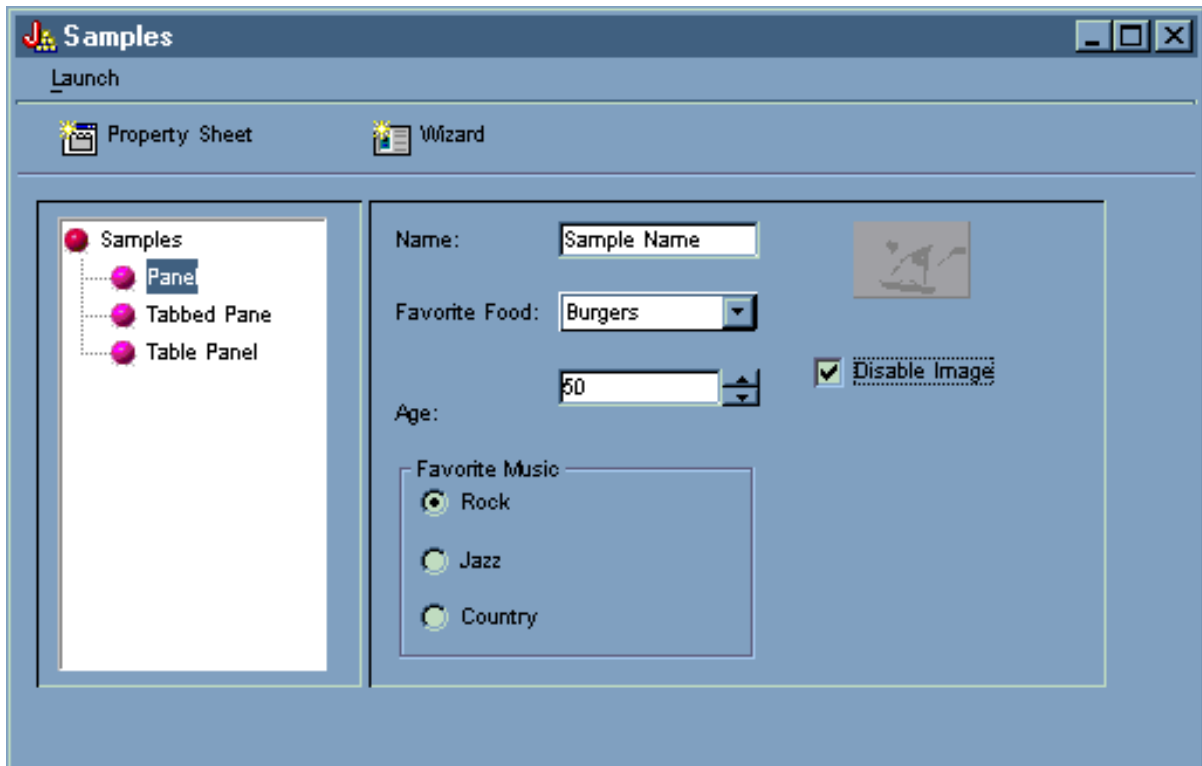 Samples
Launch
Property Sheet
Wizard
Samples
Panel
Tabbed Pane
Table Panel
Name:
Sample Name
Favorite Food:
Burgers
Age:
50
Disable Image
Favorite Music
Rock
Jazz
Country